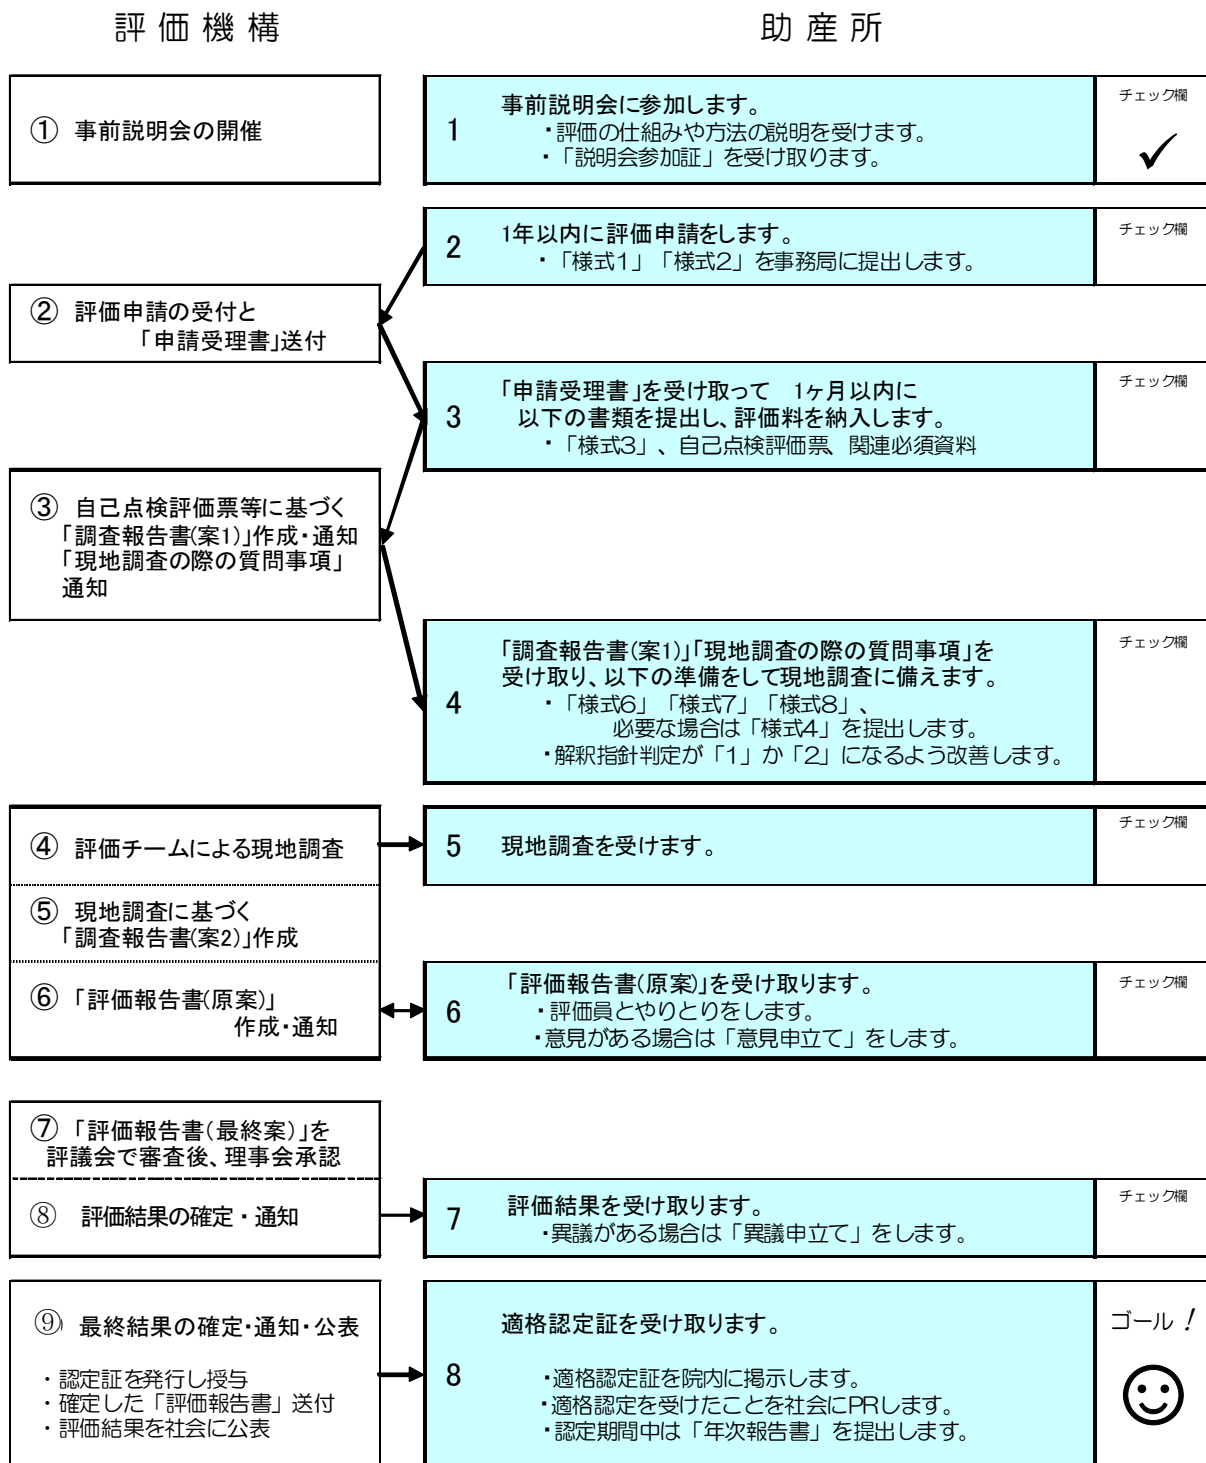 評価機構
助産所
① 事前説明会の開催
1
事前説明会に参加します。
・評価の仕組みや方法の説明を受けます。
・「説明会参加証」を受け取ります。
チェック欄
2
1年以内に評価申請をします。
・「様式1」「様式2」を事務局に提出します。
チェック欄
② 評価申請の受付と
「申請受理書」送付
3
「申請受理書」を受け取って 1ヶ月以内に
以下の書類を提出し、評価料を納入します。
・「様式3」、自己点検評価票、関連必須資料
チェック欄
③ 自己点検評価票等に基づく
「調査報告書(案1)」作成・通知
「現地調査の際の質問事項」
通知
4
「調査報告書(案1)」「現地調査の際の質問事項」を
受け取り、以下の準備をして現地調査に備えます。
・「様式6」「様式7」「様式8」、
必要な場合は「様式4」を提出します。
・解釈指針判定が「1」か「2」になるよう改善します。
チェック欄
④ 評価チームによる現地調査
5
現地調査を受けます。
チェック欄
⑤ 現地調査に基づく
「調査報告書(案2)」作成
⑥ 「評価報告書(原案)」
作成・通知
6
「評価報告書(原案)」を受け取ります。
・評価員とやりとりをします。
・意見がある場合は「意見申立て」をします。
チェック欄
⑦ 「評価報告書(最終案)」を
評議会で審査後、理事会承認
⑧ 評価結果の確定・通知
7
評価結果を受け取ります。
・異議がある場合は「異議申立て」をします。
チェック欄
⑨ 最終結果の確定・通知・公表
・認定証を発行し授与
・確定した「評価報告書」送付
・評価結果を社会に公表
8
適格認定証を受け取ります。
・適格認定証を院内に掲示します。
・適格認定を受けたことを社会にPRします。
・認定期間中は「年次報告書」を提出します。
ゴール！